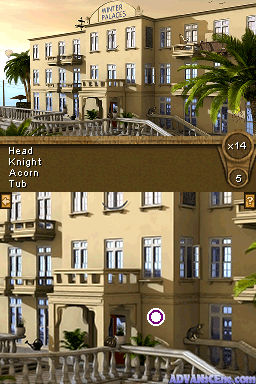 WINTER
PALACES
x14
Head
Knight
Acorn
Tub
5
?
ADVANsCEne.com